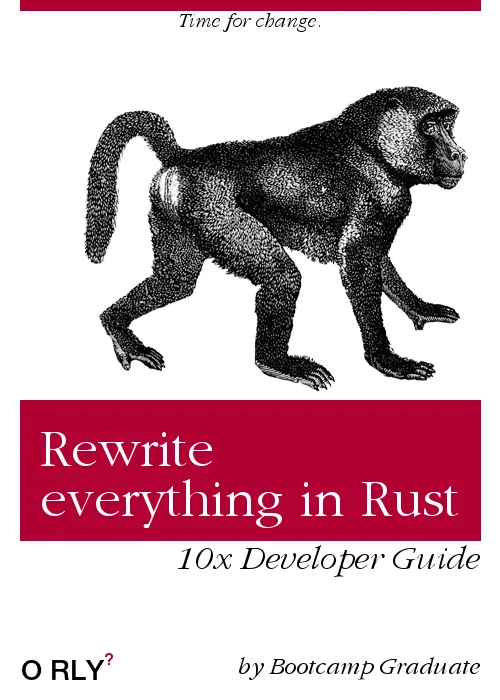 Time for change.
Rewrite
everything in Rust
10x Developer Guide
O RLY?
by Bootcamp Graduate